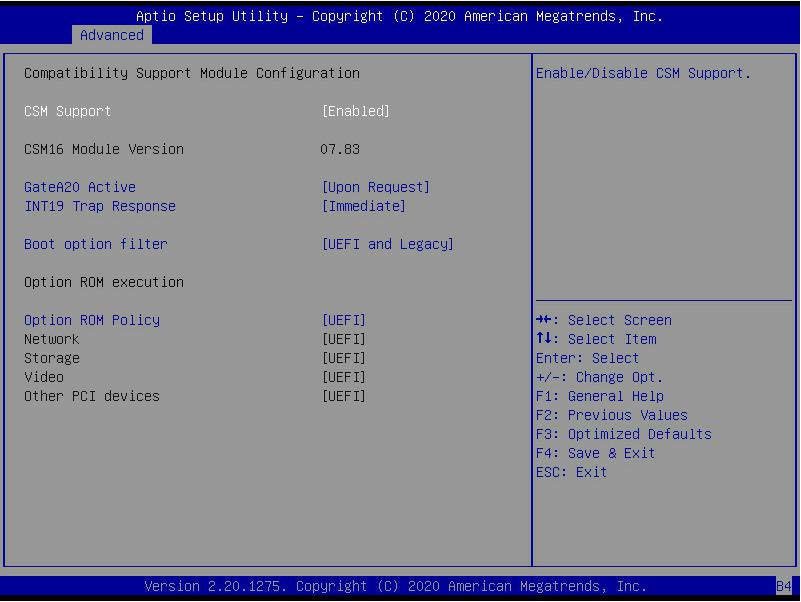 Aptio Setup Utility – Copyright (C) 2020 American Megatrends, Inc.
Advanced
Compatibility Support Module Configuration
CSM Support [Enabled]
CSM16 Module Version 07.83
GateA20 Active [Upon Request]
INT19 Trap Response [Immediate]
Boot option filter [UEFI and Legacy]
Option ROM execution
Option ROM Policy [UEFI]
Network [UEFI]
Storage [UEFI]
Video [UEFI]
Other PCI devices [UEFI]
Enable/Disable CSM Support.
→←: Select Screen
↑↓: Select Item
Enter: Select
+/-: Change Opt.
F1: General Help
F2: Previous Values
F3: Optimized Defaults
F4: Save & Exit
ESC: Exit
Version 2.20.1275. Copyright (C) 2020 American Megatrends, Inc.
B4